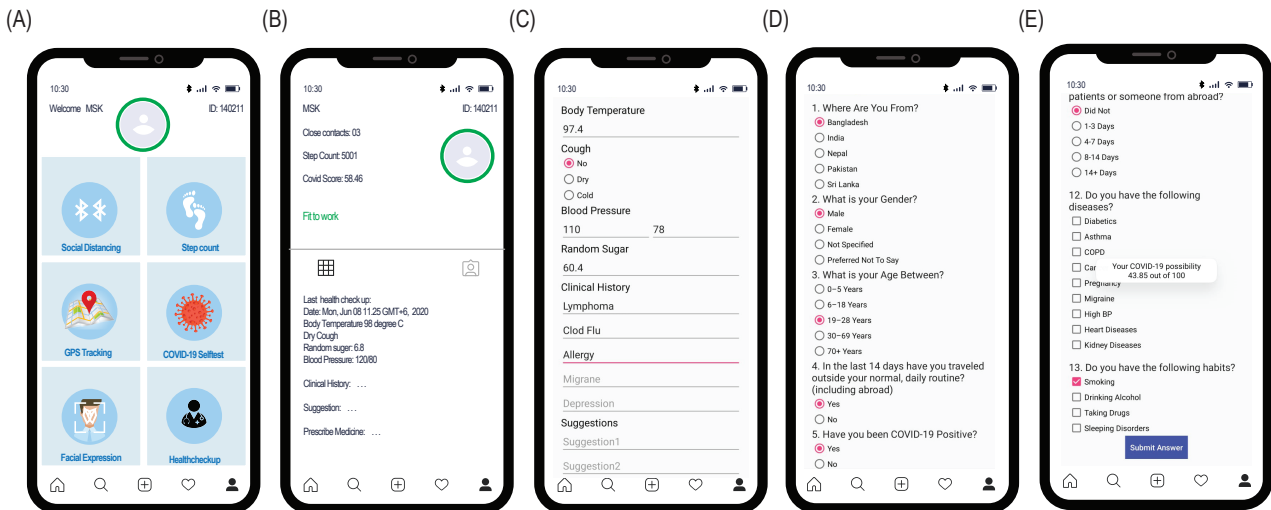 (A)
(B)
(C)
(D)
(E)
10:30
Welcome MSK
ID: 140211
Social Distancing
Step count
GPS Tracking
COVID-19 Selftest
Facial Expression
Healthcheckup
10:30
MSK
ID: 140211
Close contacts: 03
Step Count: 5001
Covid Score: 58.46
Fit to work
Last health check up:
Date: Mon, Jun 08 11.25 GMT+6, 2020
Body Temperature 98 degree C
Dry Cough
Random suger: 6.8
Blood Pressure: 120/80
Clinical History: ...
Suggestion: ...
Prescribe Medicine: ...
10:30
Body Temperature
97.4
Cough
No
Dry
Cold
Blood Pressure
110 78
Random Sugar
60.4
Clinical History
Lymphoma
Clod Flu
Allergy
Migrane
Depression
Suggestions
Suggestion1
Suggestion2
10:30
1. Where Are You From?
Bangladesh
India
Nepal
Pakistan
Sri Lanka
2. What is your Gender?
Male
Female
Not Specified
Preferred Not To Say
3. What is your Age Between?
0–5 Years
6–18 Years
19–28 Years
30–69 Years
70+ Years
4. In the last 14 days have you traveled
outside your normal, daily routine?
(including abroad)
Yes
No
5. Have you been COVID-19 Positive?
Yes
No
10:30
patients or someone from abroad?
Did Not
1-3 Days
4-7 Days
8-14 Days
14+ Days
12. Do you have the following
diseases?
Diabetics
Asthma
COPD
Car
Your COVID-19 possibility
43.85 out of 100
Pregnancy
Migraine
High BP
Heart Diseases
Kidney Diseases
13. Do you have the following habits?
Smoking
Drinking Alcohol
Taking Drugs
Sleeping Disorders
Submit Answer